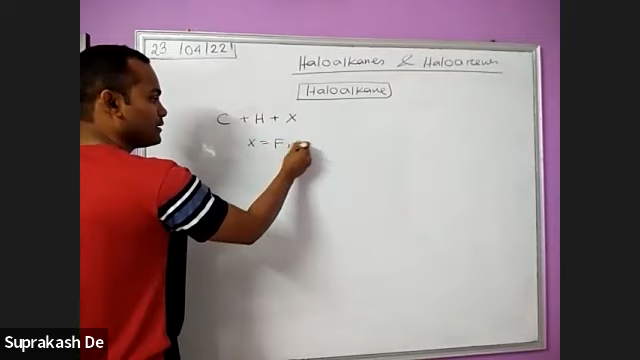 23/04/22
Haloalkanes & Haloarenes
Haloalkane
C + H + X
X = F,
Suprakash De